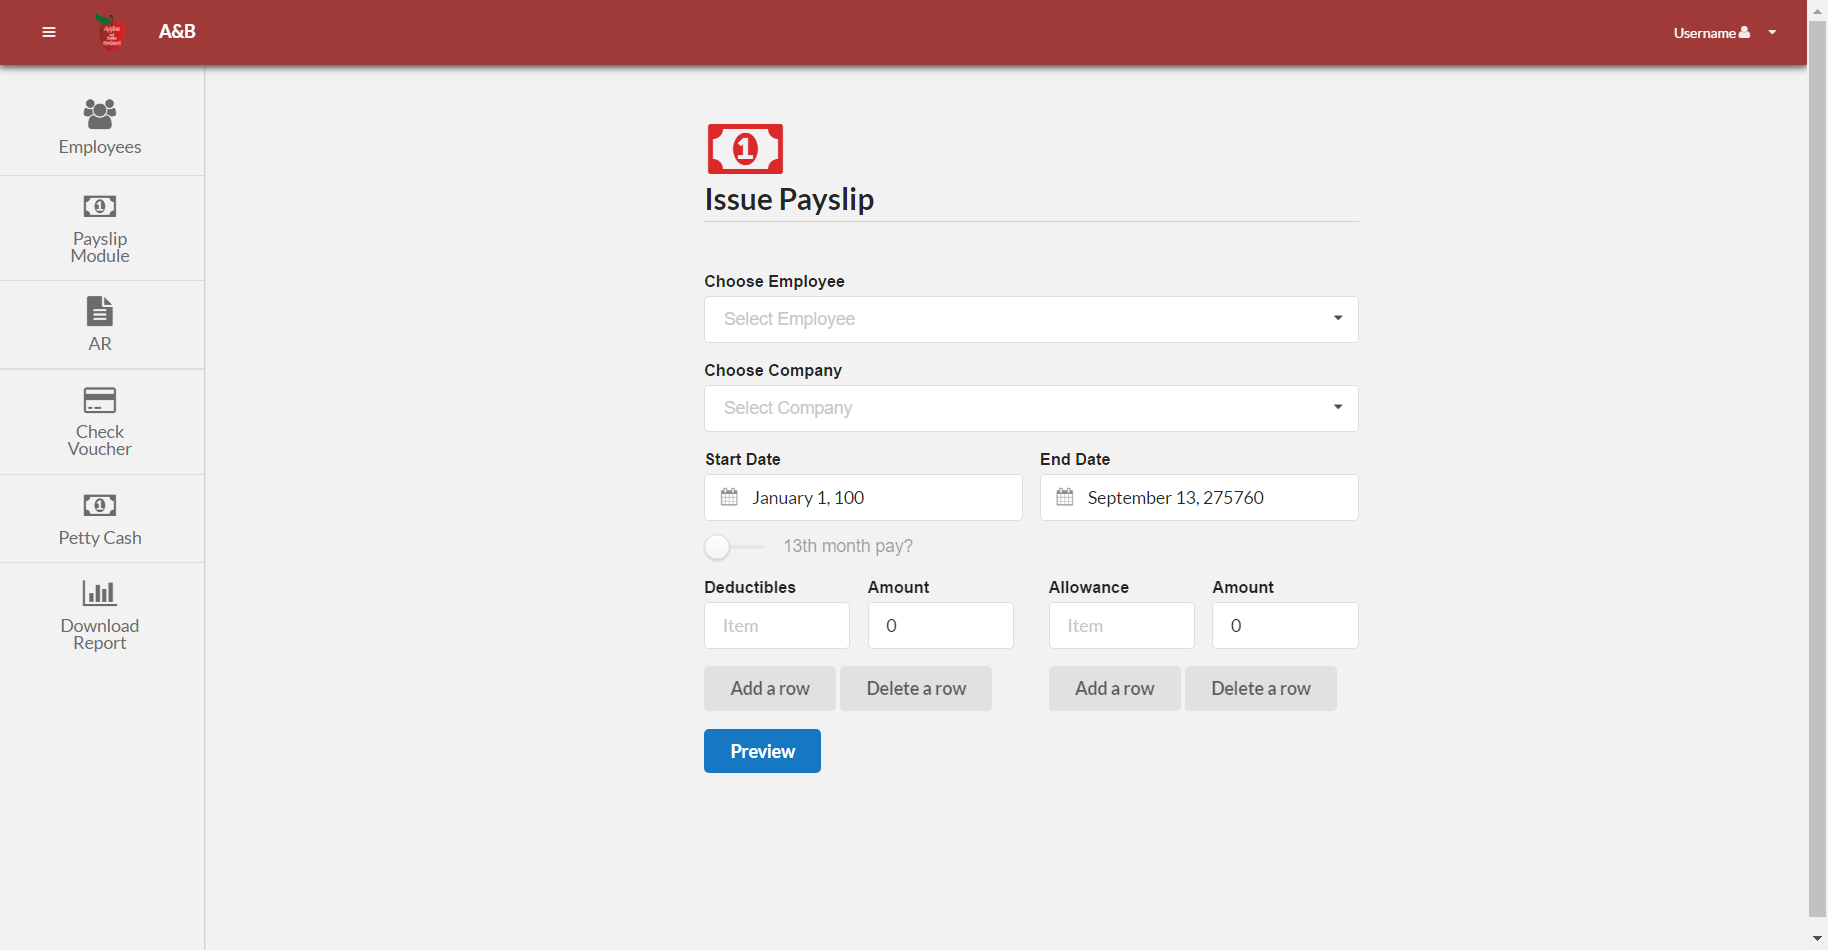 A&B
Username
Employees
Payslip
Module
AR
Check
Voucher
Petty Cash
Download
Report
Issue Payslip
Choose Employee
Select Employee
Choose Company
Select Company
Start Date End Date
January 1, 100 September 13, 275760
13th month pay?
Deductibles Amount Allowance Amount
Item 0 Item 0
Add a row Delete a row Add a row Delete a row
Preview